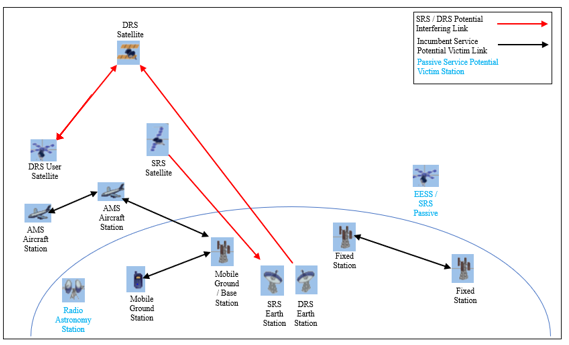 DRS
Satellite
SRS / DRS Potential
Interfering Link
Incumbent Service
Potential Victim Link
Passive Service Potential
Victim Station
DRS User
Satellite
SRS
Satellite
EESS /
SRS
Passive
AMS
Aircraft
Station
AMS
Aircraft
Station
Fixed
Station
Mobile
Ground
/ Base
Station
Fixed
Station
Radio
Astronomy
Station
Mobile
Ground
Station
SRS
Earth
Station
DRS
Earth
Station